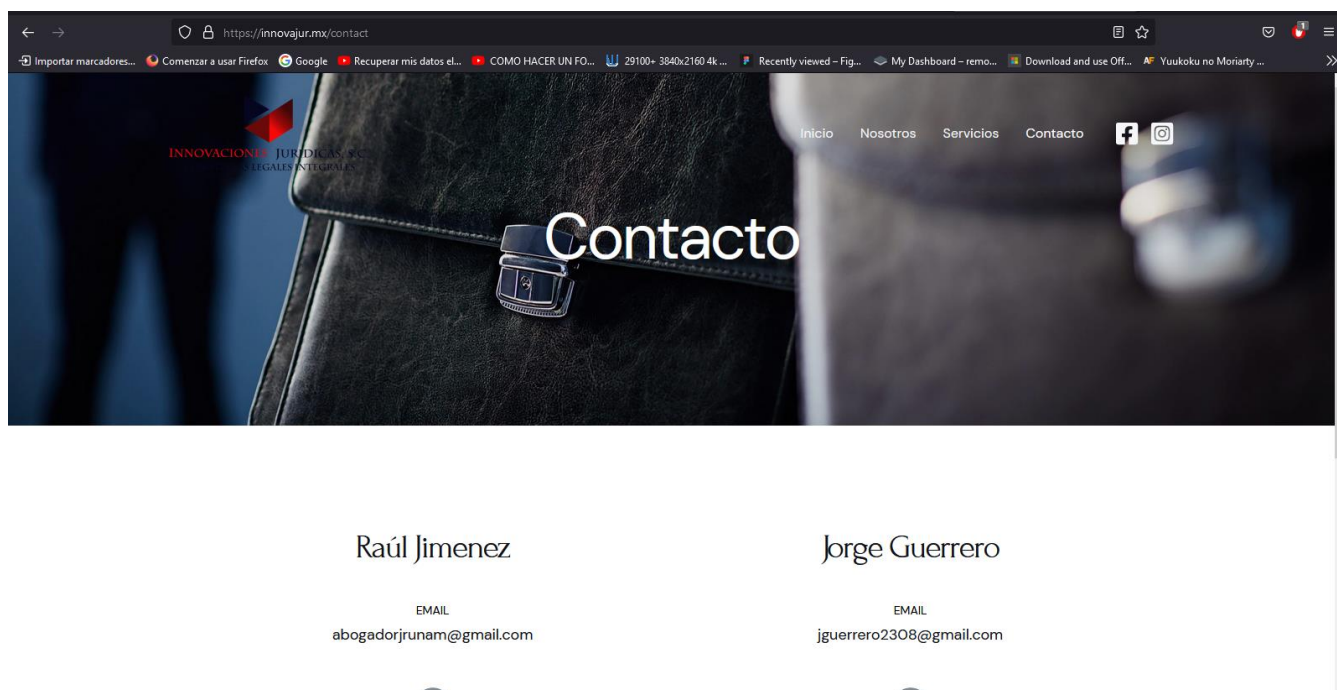 https://innovajur.mx/contact
1
Importar marcadores... Comenzar a usar Firefox Google Recuperar mis datos el... COMO HACER UN FO... 29100+ 3840x2160 4k ... Recently viewed – Fig... My Dashboard – remo... Download and use Off... AF Yuukoku no Moriarty ...
Inicio Nosotros Servicios Contacto
INNOVACIONES JURIDICAS, S.C.
LEGALES INTEGRALES
Contacto
Raúl Jimenez
Jorge Guerrero
EMAIL
abogadorjrunam@gmail.com
EMAIL
jguerrero2308@gmail.com